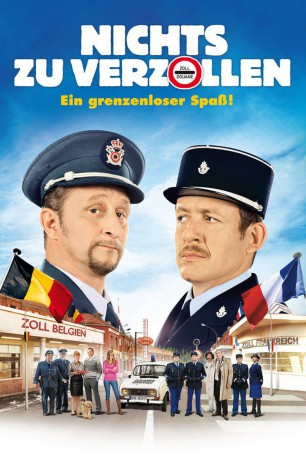 NICHTS
ZU VERZOLLEN
ZOLL
DOUANE
Ein grenzenloser Spaß!
ZOLL BELGIEN
ZOLL FRANKREICH